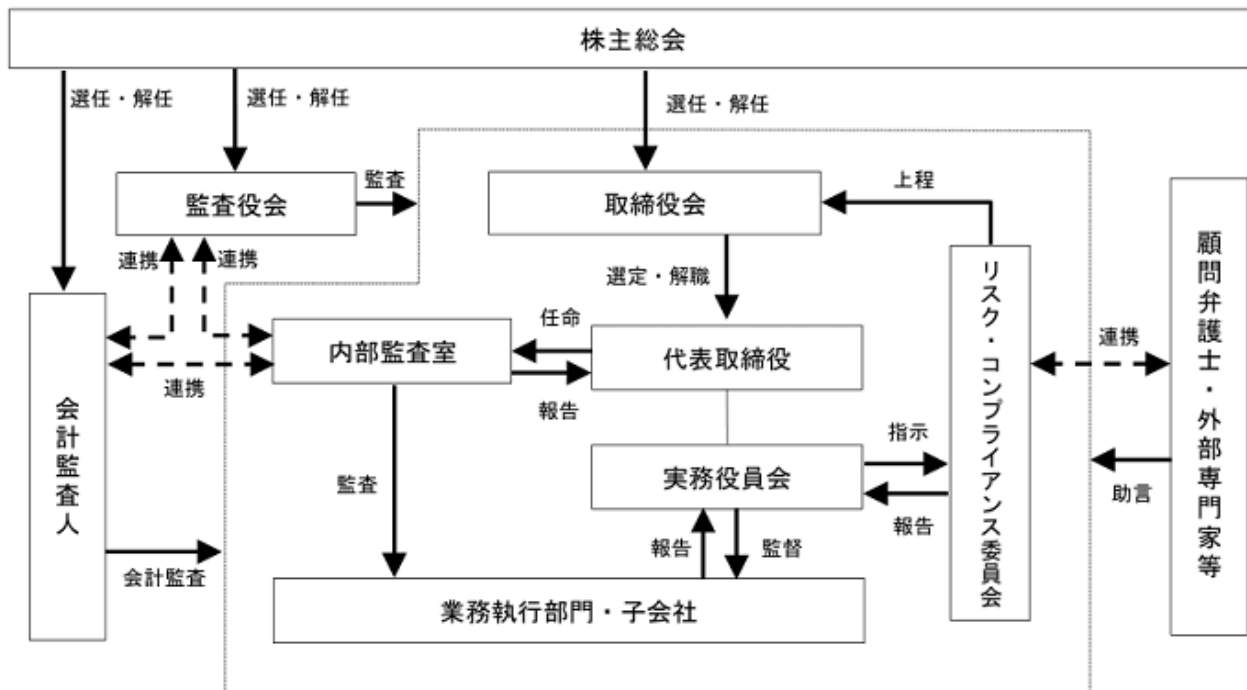 株主総会
選任・解任
選任・解任
選任・解任
監査役会
監査
取締役会
上程
連携
連携
選定・解職
リスク・コンプライアンス委員会
顧問弁護士・外部専門家等
会計監査人
内部監査室
任命
報告
代表取締役
連携
連携
監査
実務役員会
指示
報告
助言
報告
監督
会計監査
業務執行部門・子会社